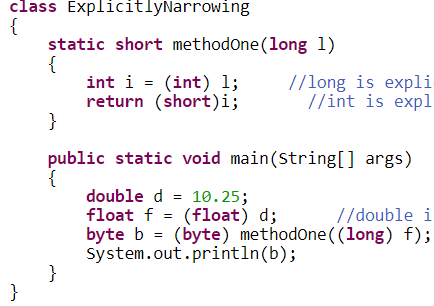 class ExplicitlyNarrowing
{
    static short methodOne(long l)
    {
        int i = (int) l;     //long is expli
        return (short)i;       //int is expl
    }

    public static void main(String[] args)
    {
        double d = 10.25;
        float f = (float) d;      //double i
        byte b = (byte) methodOne((long) f);
        System.out.println(b);
    }
}